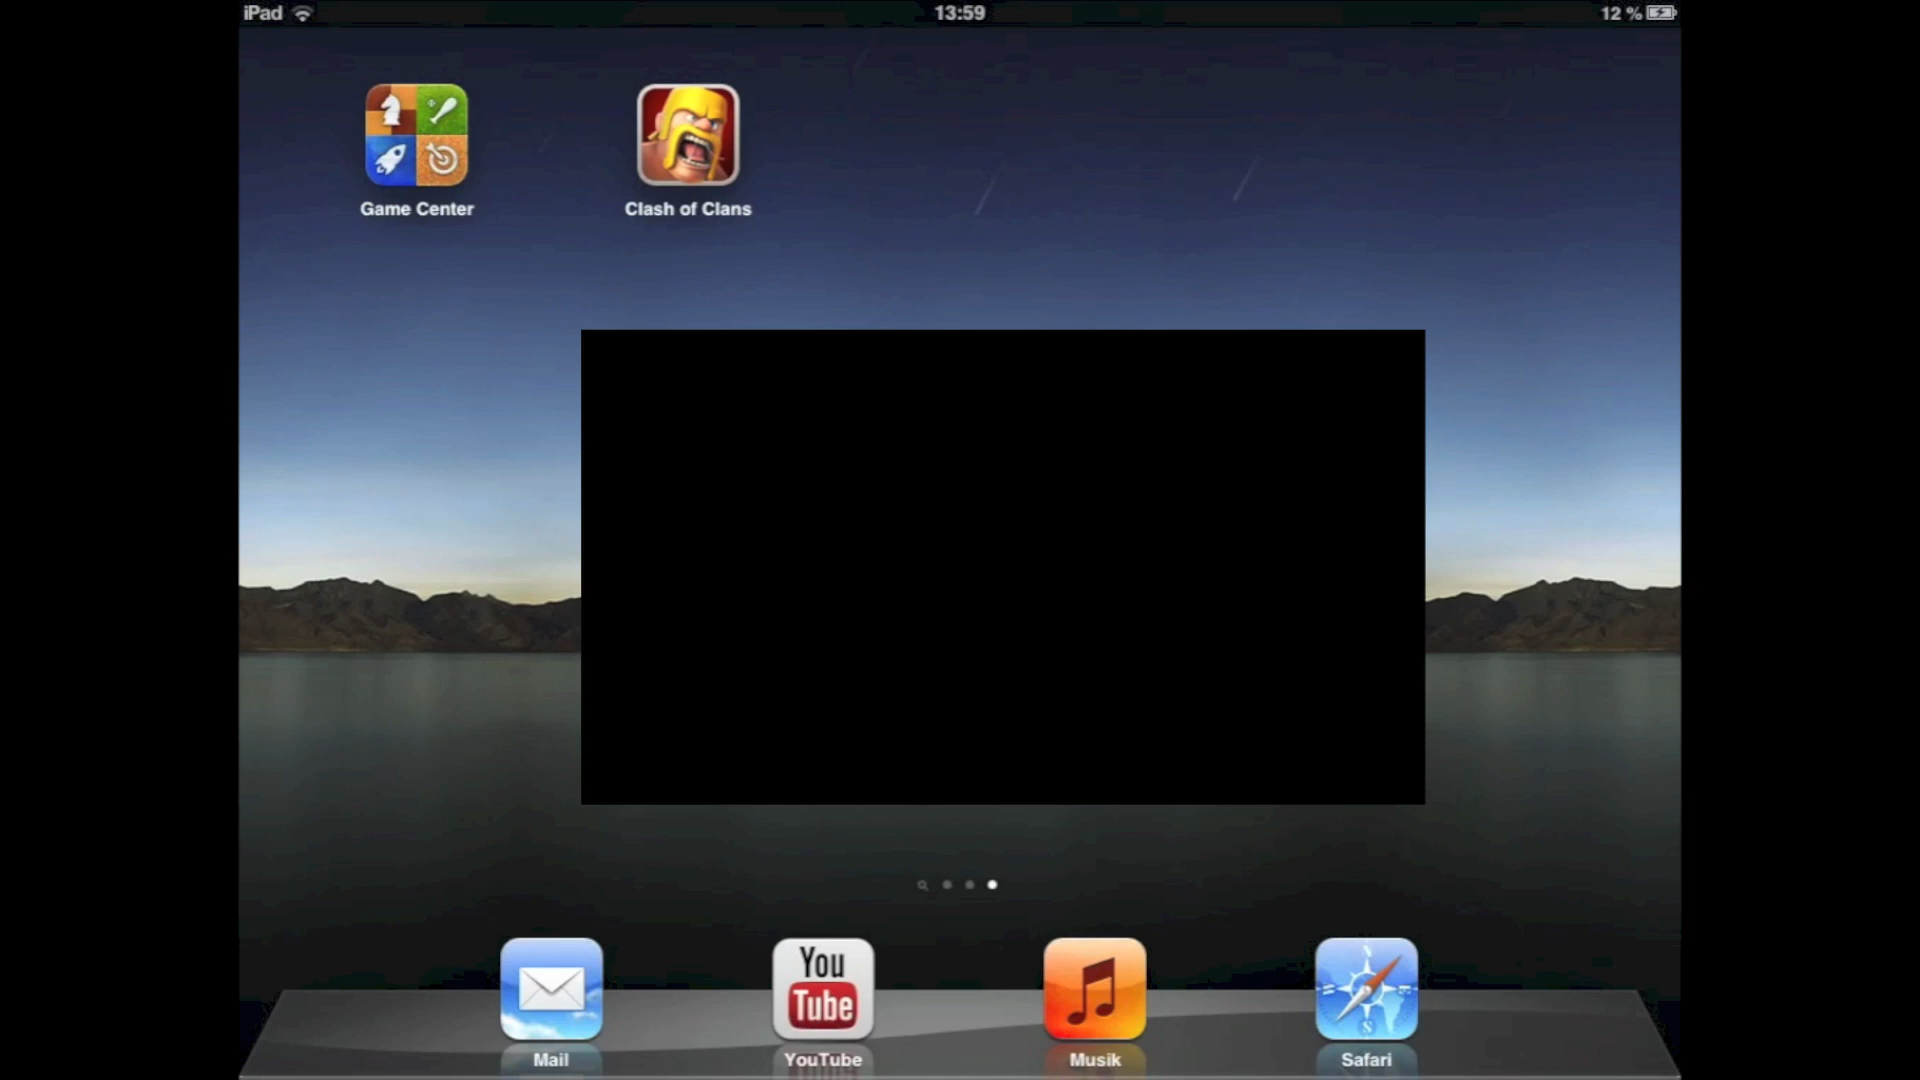 iPad
13:59
12 %
Game Center
Clash of Clans
You
Tube
N
S
Mail
YouTube
Musik
Safari